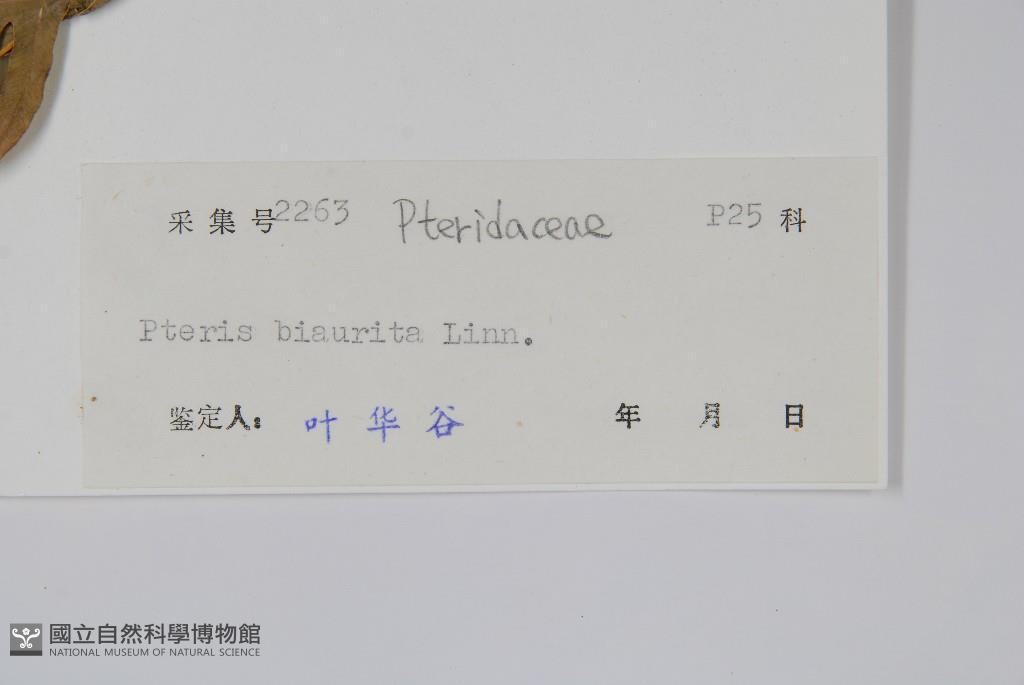 采集号2263 Pteridaceae P25 科
Pteris biaurita Linn.
鉴定人: 叶华谷 年 月 日
國立自然科學博物館
NATIONAL MUSEUM OF NATURAL SCIENCE